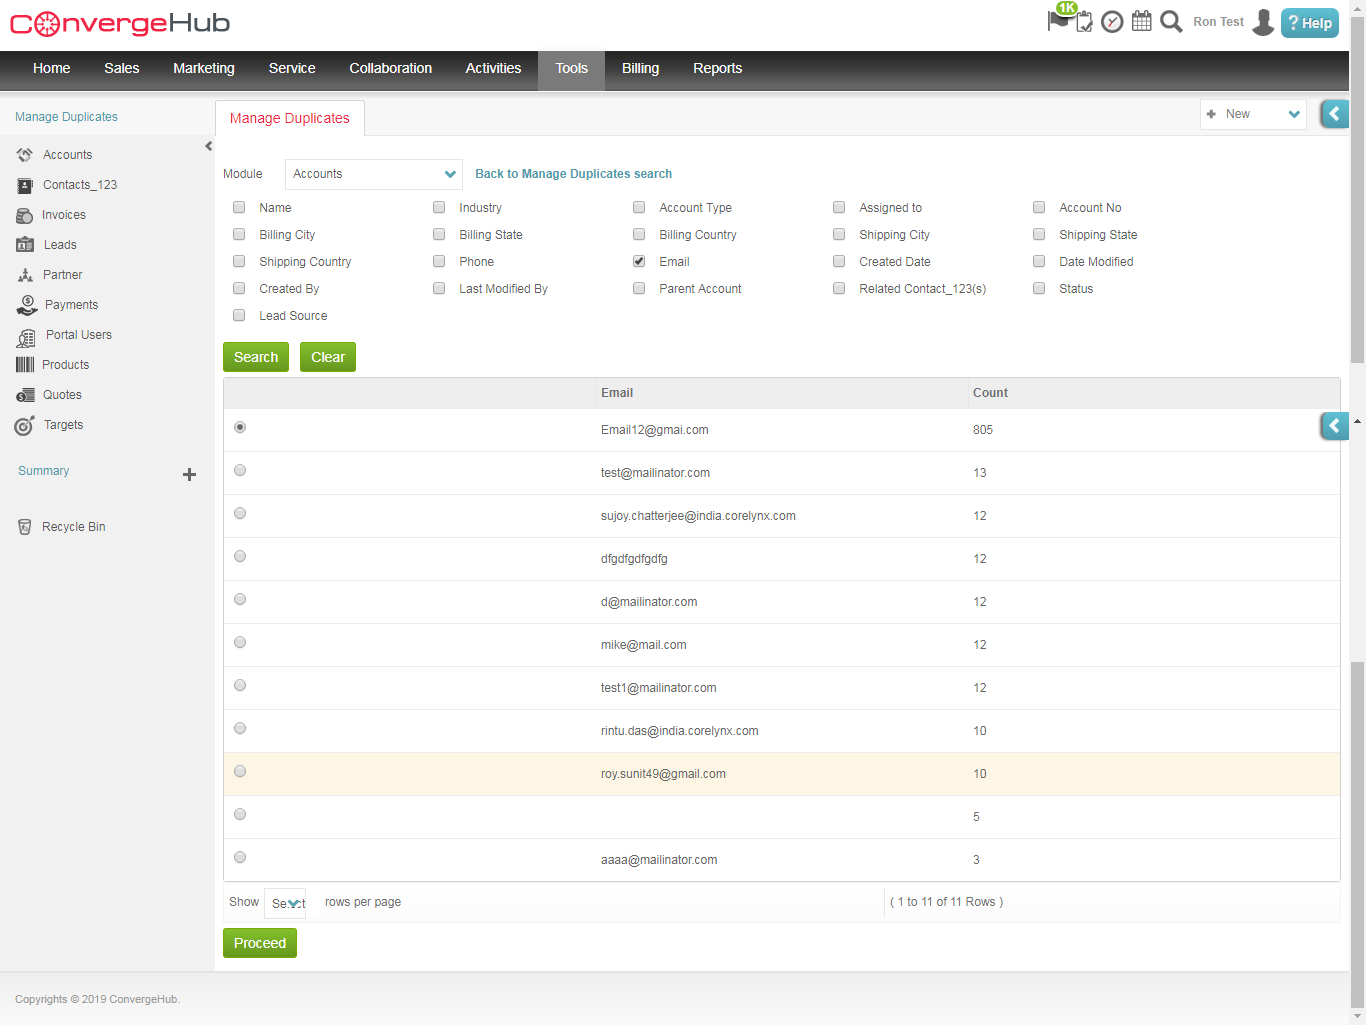 ConvergeHub
1K
Ron Test
? Help
Home Sales Marketing Service Collaboration Activities Tools Billing Reports
Manage Duplicates
Manage Duplicates
New
Accounts
Contacts_123
Invoices
Leads
Partner
Payments
Portal Users
Products
Quotes
Targets
Summary
Recycle Bin
Module Accounts Back to Manage Duplicates search
Name Industry Account Type Assigned to Account No
Billing City Billing State Billing Country Shipping City Shipping State
Shipping Country Phone Email Created Date Date Modified
Created By Last Modified By Parent Account Related Contact_123(s) Status
Lead Source
Search Clear
Email Count
Email12@gmai.com 805
test@mailinator.com 13
sujoy.chatterjee@india.corelynx.com 12
dfgdfgdfgdfg 12
d@mailinator.com 12
mike@mail.com 12
test1@mailinator.com 12
rintu.das@india.corelynx.com 10
roy.sunit49@gmail.com 10
5
aaaa@mailinator.com 3
Show Select rows per page ( 1 to 11 of 11 Rows )
Proceed
Copyrights © 2019 ConvergeHub.